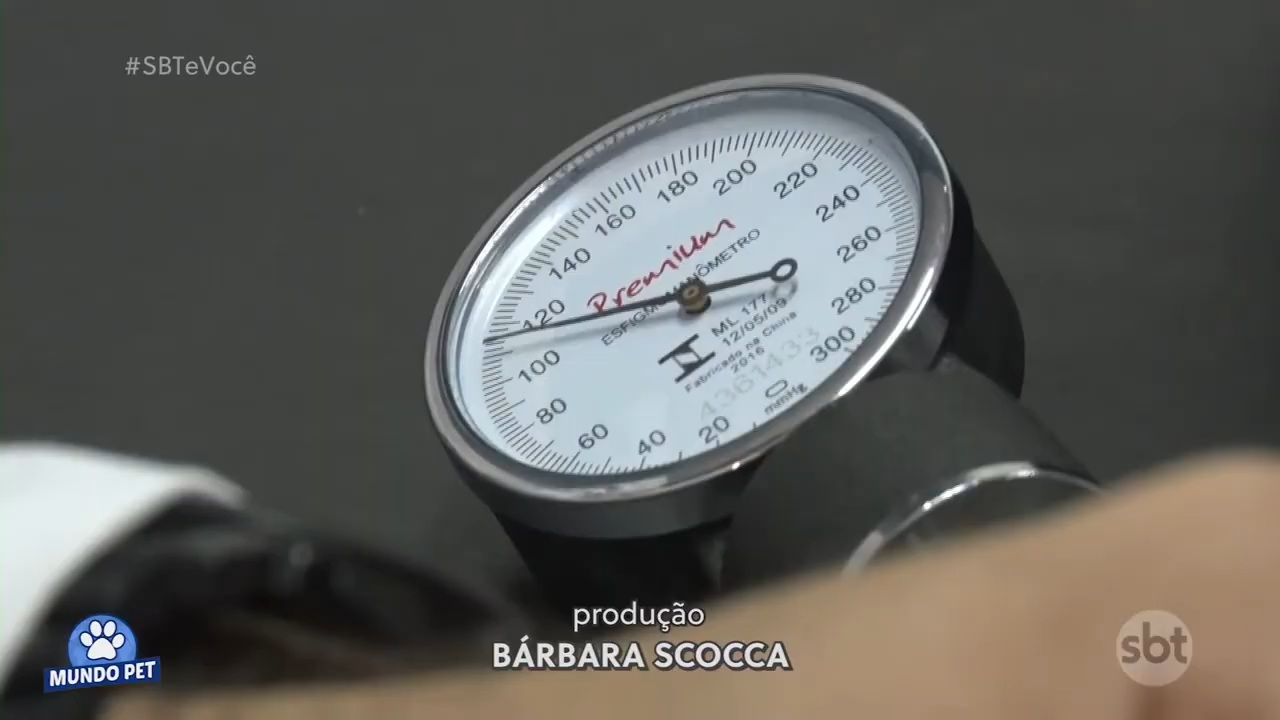 #SBTeVocê
200
180
220
160
240
140
Premium
260
120
ESFIGMOMANÔMETRO
280
ML 177
12/05/09
100
Fabricado na China
2016
300
4361433
80
0
mmHg
60
40
20
produção
BÁRBARA SCOCCA
MUNDO PET
sbt